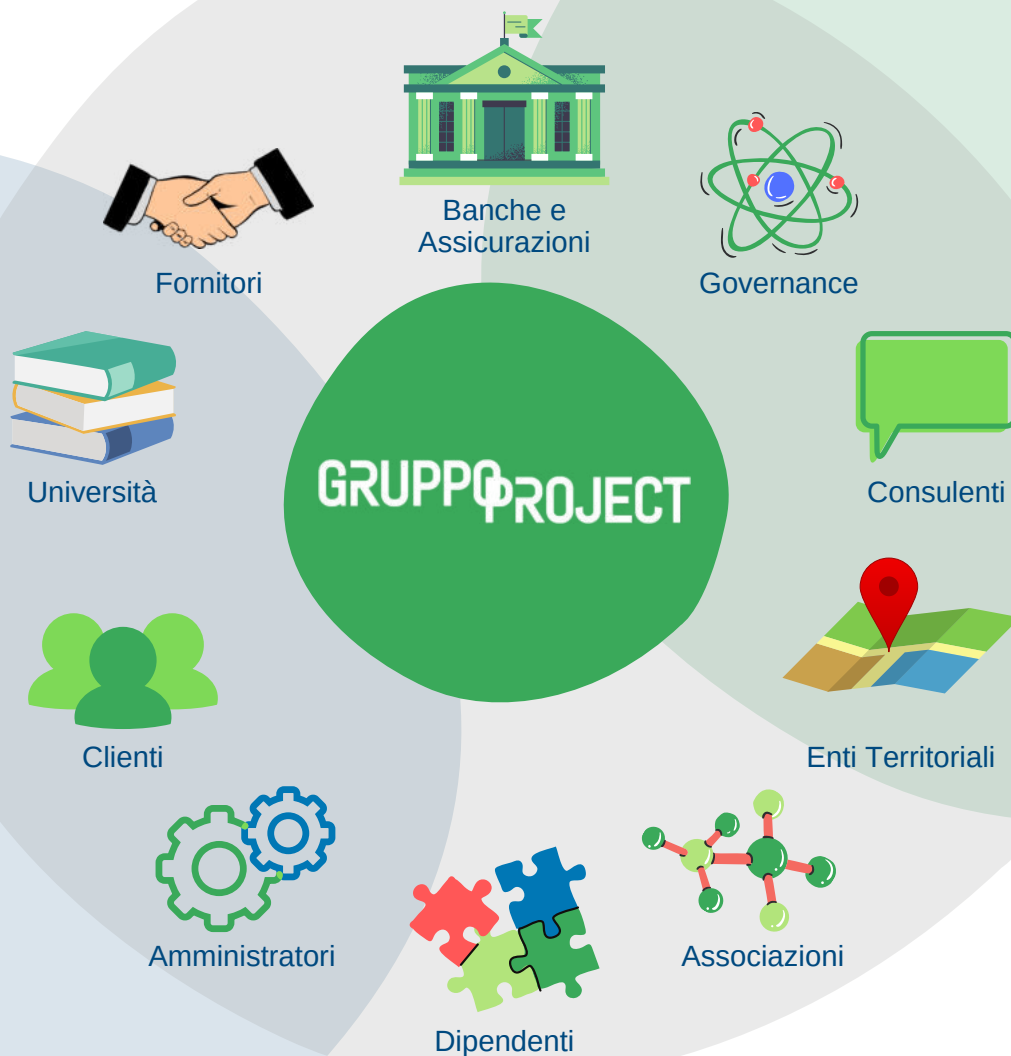 Banche e
Assicurazioni
Fornitori
Governance
Università
GRUPPO PROJECT
Consulenti
Clienti
Enti Territoriali
Amministratori
Associazioni
Dipendenti